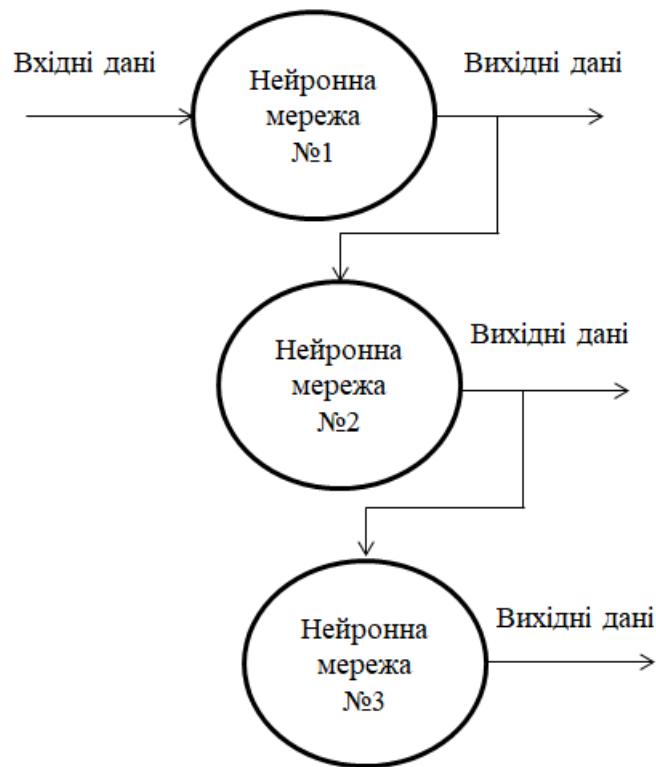 Вхідні дані
Нейронна
мережа
№1
Вихідні дані
Нейронна
мережа
№2
Вихідні дані
Нейронна
мережа
№3
Вихідні дані